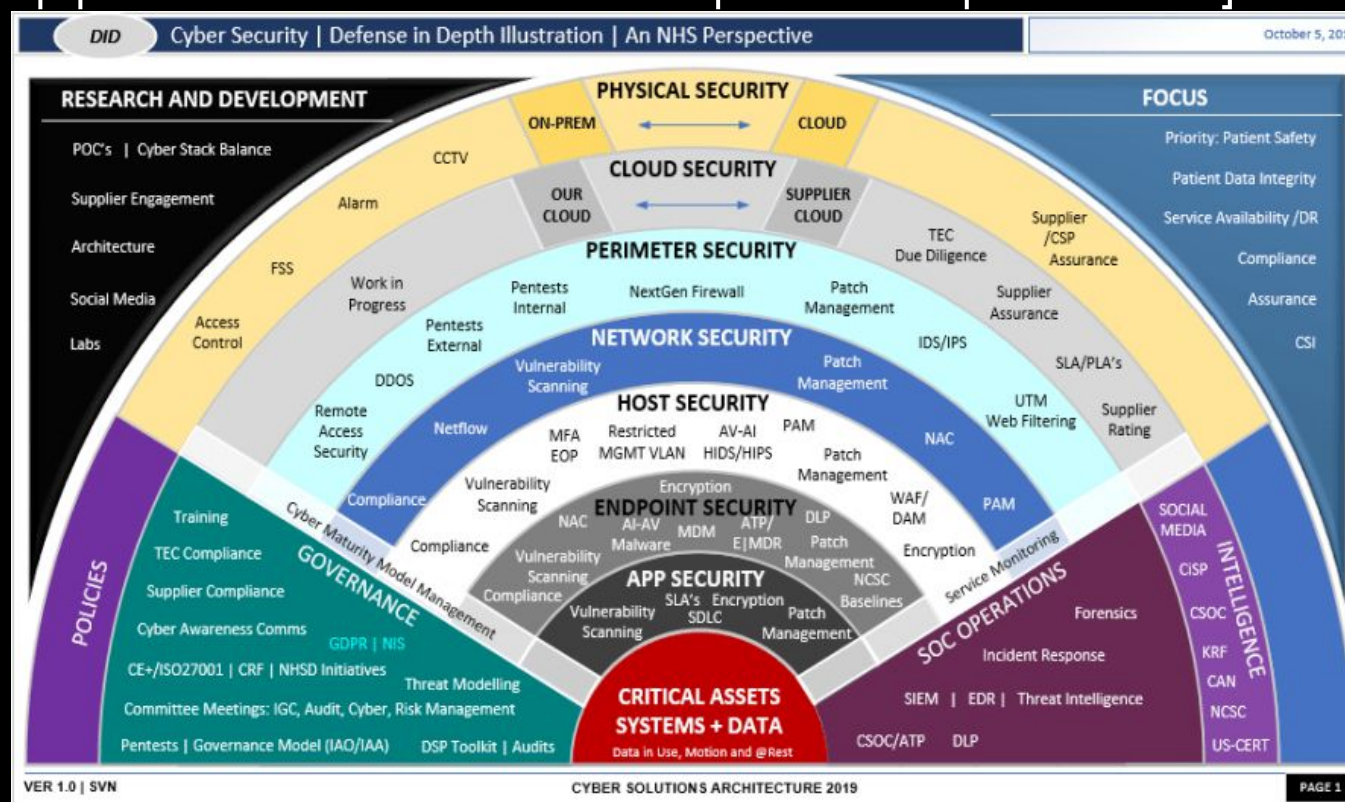 DID
Cyber Security | Defense in Depth Illustration | An NHS Perspective
October 5, 201
RESEARCH AND DEVELOPMENT
POC's | Cyber Stack Balance
Supplier Engagement
Architecture
Social Media
Labs
FOCUS
Priority: Patient Safety
Patient Data Integrity
Service Availability /DR
Compliance
Assurance
CSI
PHYSICAL SECURITY
ON-PREM
CLOUD
CCTV
Alarm
FSS
Access
Control
Supplier
/CSP
Assurance
CLOUD SECURITY
OUR
CLOUD
SUPPLIER
CLOUD
Work in
Progress
TEC
Due Diligence
Supplier
Assurance
SLA/PLA's
Supplier
Rating
PERIMETER SECURITY
Pentests
Internal
NextGen Firewall
Patch
Management
Pentests
External
IDS/IPS
DDOS
UTM
Web Filtering
Remote
Access
Security
NETWORK SECURITY
Vulnerability
Scanning
Patch
Management
Netflow
NAC
Compliance
PAM
HOST SECURITY
MFA
EOP
Restricted
MGMT VLAN
AV-AI
HIDS/HIPS
PAM
Patch
Management
Vulnerability
Scanning
WAF/
DAM
Compliance
Encryption
Encryption
ENDPOINT SECURITY
NAC
AI-AV
Malware
MDM
ATP/
E|MDR
DLP
Patch
Management
Vulnerability
Scanning
Compliance
NCSC
Baselines
APP SECURITY
Vulnerability
Scanning
SLA's
SDLC
Encryption
Patch
Management
CRITICAL ASSETS
SYSTEMS + DATA
Data in Use, Motion and @Rest
Cyber Maturity Model Management
Service Monitoring
POLICIES
GOVERNANCE
Training
TEC Compliance
Supplier Compliance
Cyber Awareness Comms
GDPR | NIS
CE+/ISO27001 | CRF | NHSD Initiatives
Threat Modelling
Committee Meetings: IGC, Audit, Cyber, Risk Management
Pentests | Governance Model (IAO/IAA)
DSP Toolkit | Audits
SOC OPERATIONS
Forensics
Incident Response
SIEM | EDR | Threat Intelligence
CSOC/ATP
DLP
INTELLIGENCE
SOCIAL
MEDIA
CISP
CSOC
KRF
CAN
NCSC
US-CERT
VER 1.0 | SVN
CYBER SOLUTIONS ARCHITECTURE 2019
PAGE 1